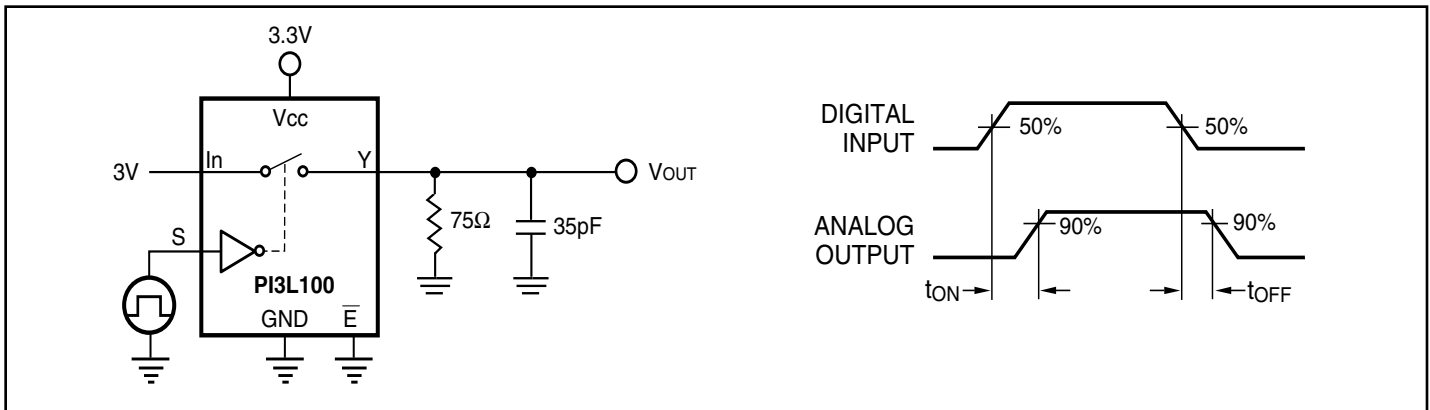 3.3V
Vcc
3V
In
Y
VOUT
S
75Ω
35pF
PI3L100
GND
E̅
DIGITAL
INPUT
50%
50%
ANALOG
OUTPUT
90%
90%
tON
tOFF